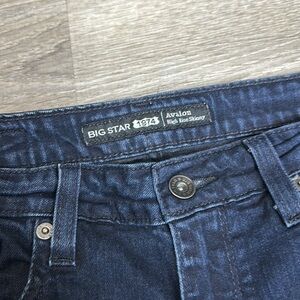 BIG STAR 1974 Avalon
High Rise Skinny